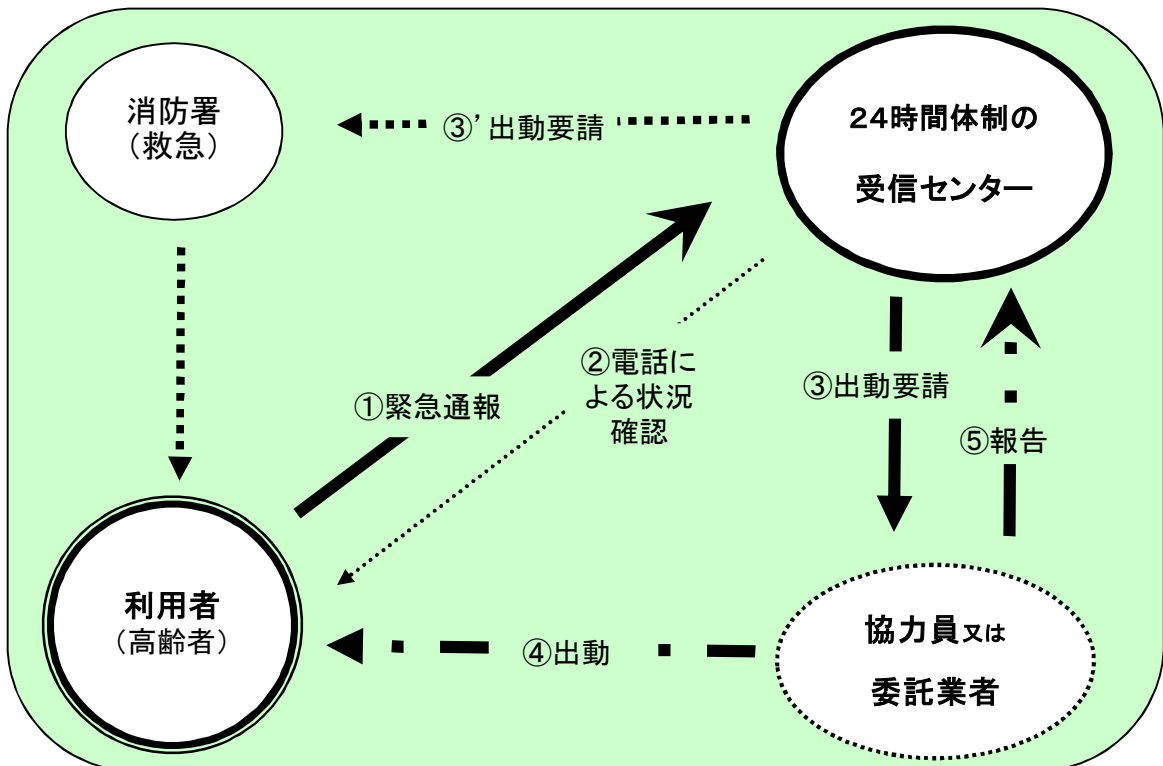 消防署
（救急）
③’出動要請
24時間体制の
受信センター
①緊急通報
②電話に
よる状況
確認
③出動要請
⑤報告
利用者
（高齢者）
④出動
協力員又は
委託業者